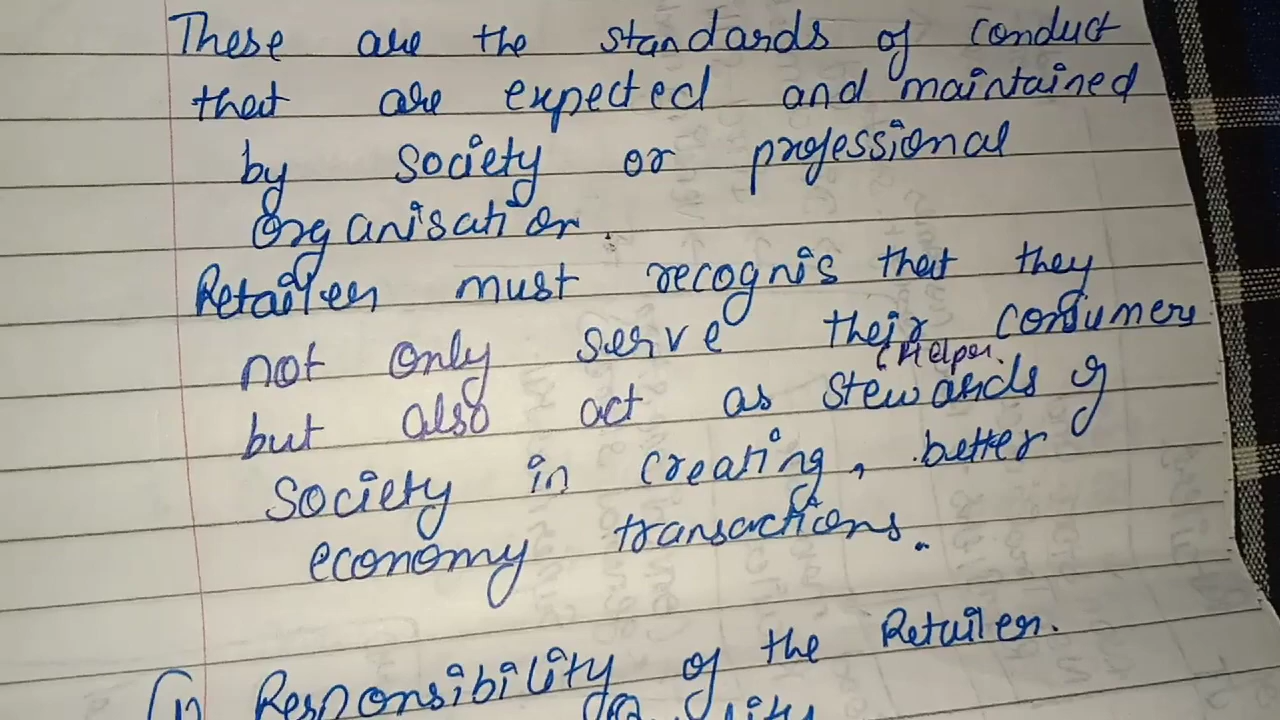 These are the standards of conduct
that are expected and maintained
by society or professional
Organisation.
Retailer must recognis that they
not only serve their consumers
(Helper.
but also act as stewards of
Society in creating, better
economy transactions.
(1) Responsibility of the Retailer.